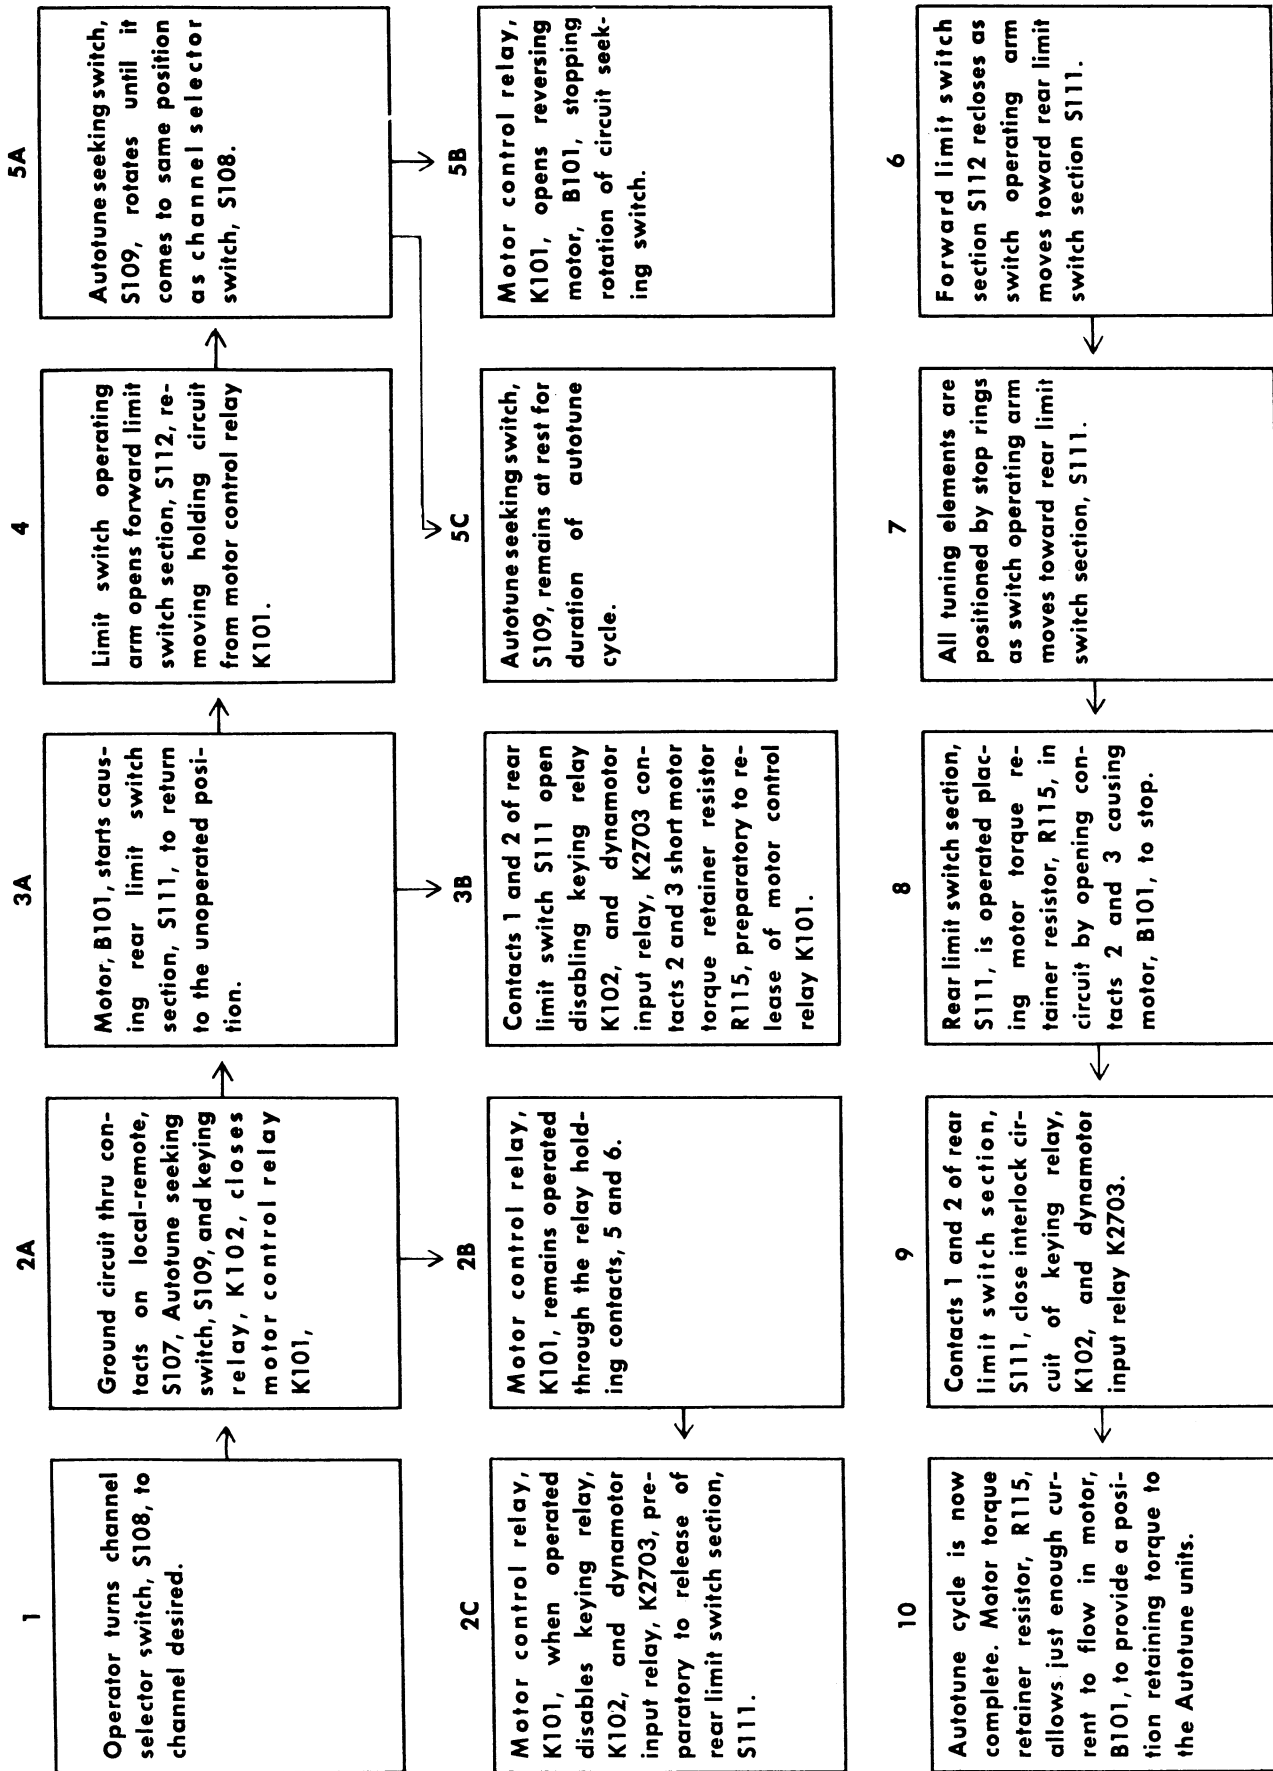 1
Operator turns channel
selector switch, S108, to
channel desired.
2A
Ground circuit thru con-
tacts on local-remote,
S107, Autotune seeking
switch, S109, and keying
relay, K102, closes
motor control relay
K101,
3A
Motor, B101, starts caus-
ing rear limit switch
section, S111, to return
to the unoperated posi-
tion.
4
Limit switch operating
arm opens forward limit
switch section, S112, re-
moving holding circuit
from motor control relay
K101.
5A
Autotune seeking switch,
S109, rotates until it
comes to same position
as channel selector
switch, S108.
2C
Motor control relay,
K101, when operated
disables keying relay,
K102, and dynamotor
input relay, K2703, pre-
paratory to release of
rear limit switch section,
S111.
2B
Motor control relay,
K101, remains operated
through the relay hold-
ing contacts, 5 and 6.
3B
Contacts 1 and 2 of rear
limit switch S111 open
disabling keying relay
K102, and dynamotor
input relay, K2703 con-
tacts 2 and 3 short motor
torque retainer resistor
R115, preparatory to re-
lease of motor control
relay K101.
5C
Autotune seeking switch,
S109, remains at rest for
duration of autotune
cycle.
5B
Motor control relay,
K101, opens reversing
motor, B101, stopping
rotation of circuit seek-
ing switch.
6
Forward limit switch
section S112 recloses as
switch operating arm
moves toward rear limit
switch section S111.
7
All tuning elements are
positioned by stop rings
as switch operating arm
moves toward rear limit
switch section, S111.
8
Rear limit switch section,
S111, is operated plac-
ing motor torque re-
tainer resistor, R115, in
circuit by opening con-
tacts 2 and 3 causing
motor, B101, to stop.
9
Contacts 1 and 2 of rear
limit switch section,
S111, close interlock cir-
cuit of keying relay,
K102, and dynamotor
input relay K2703.
10
Autotune cycle is now
complete. Motor torque
retainer resistor, R115,
allows just enough cur-
rent to flow in motor,
B101, to provide a posi-
tion retaining torque to
the Autotune units.